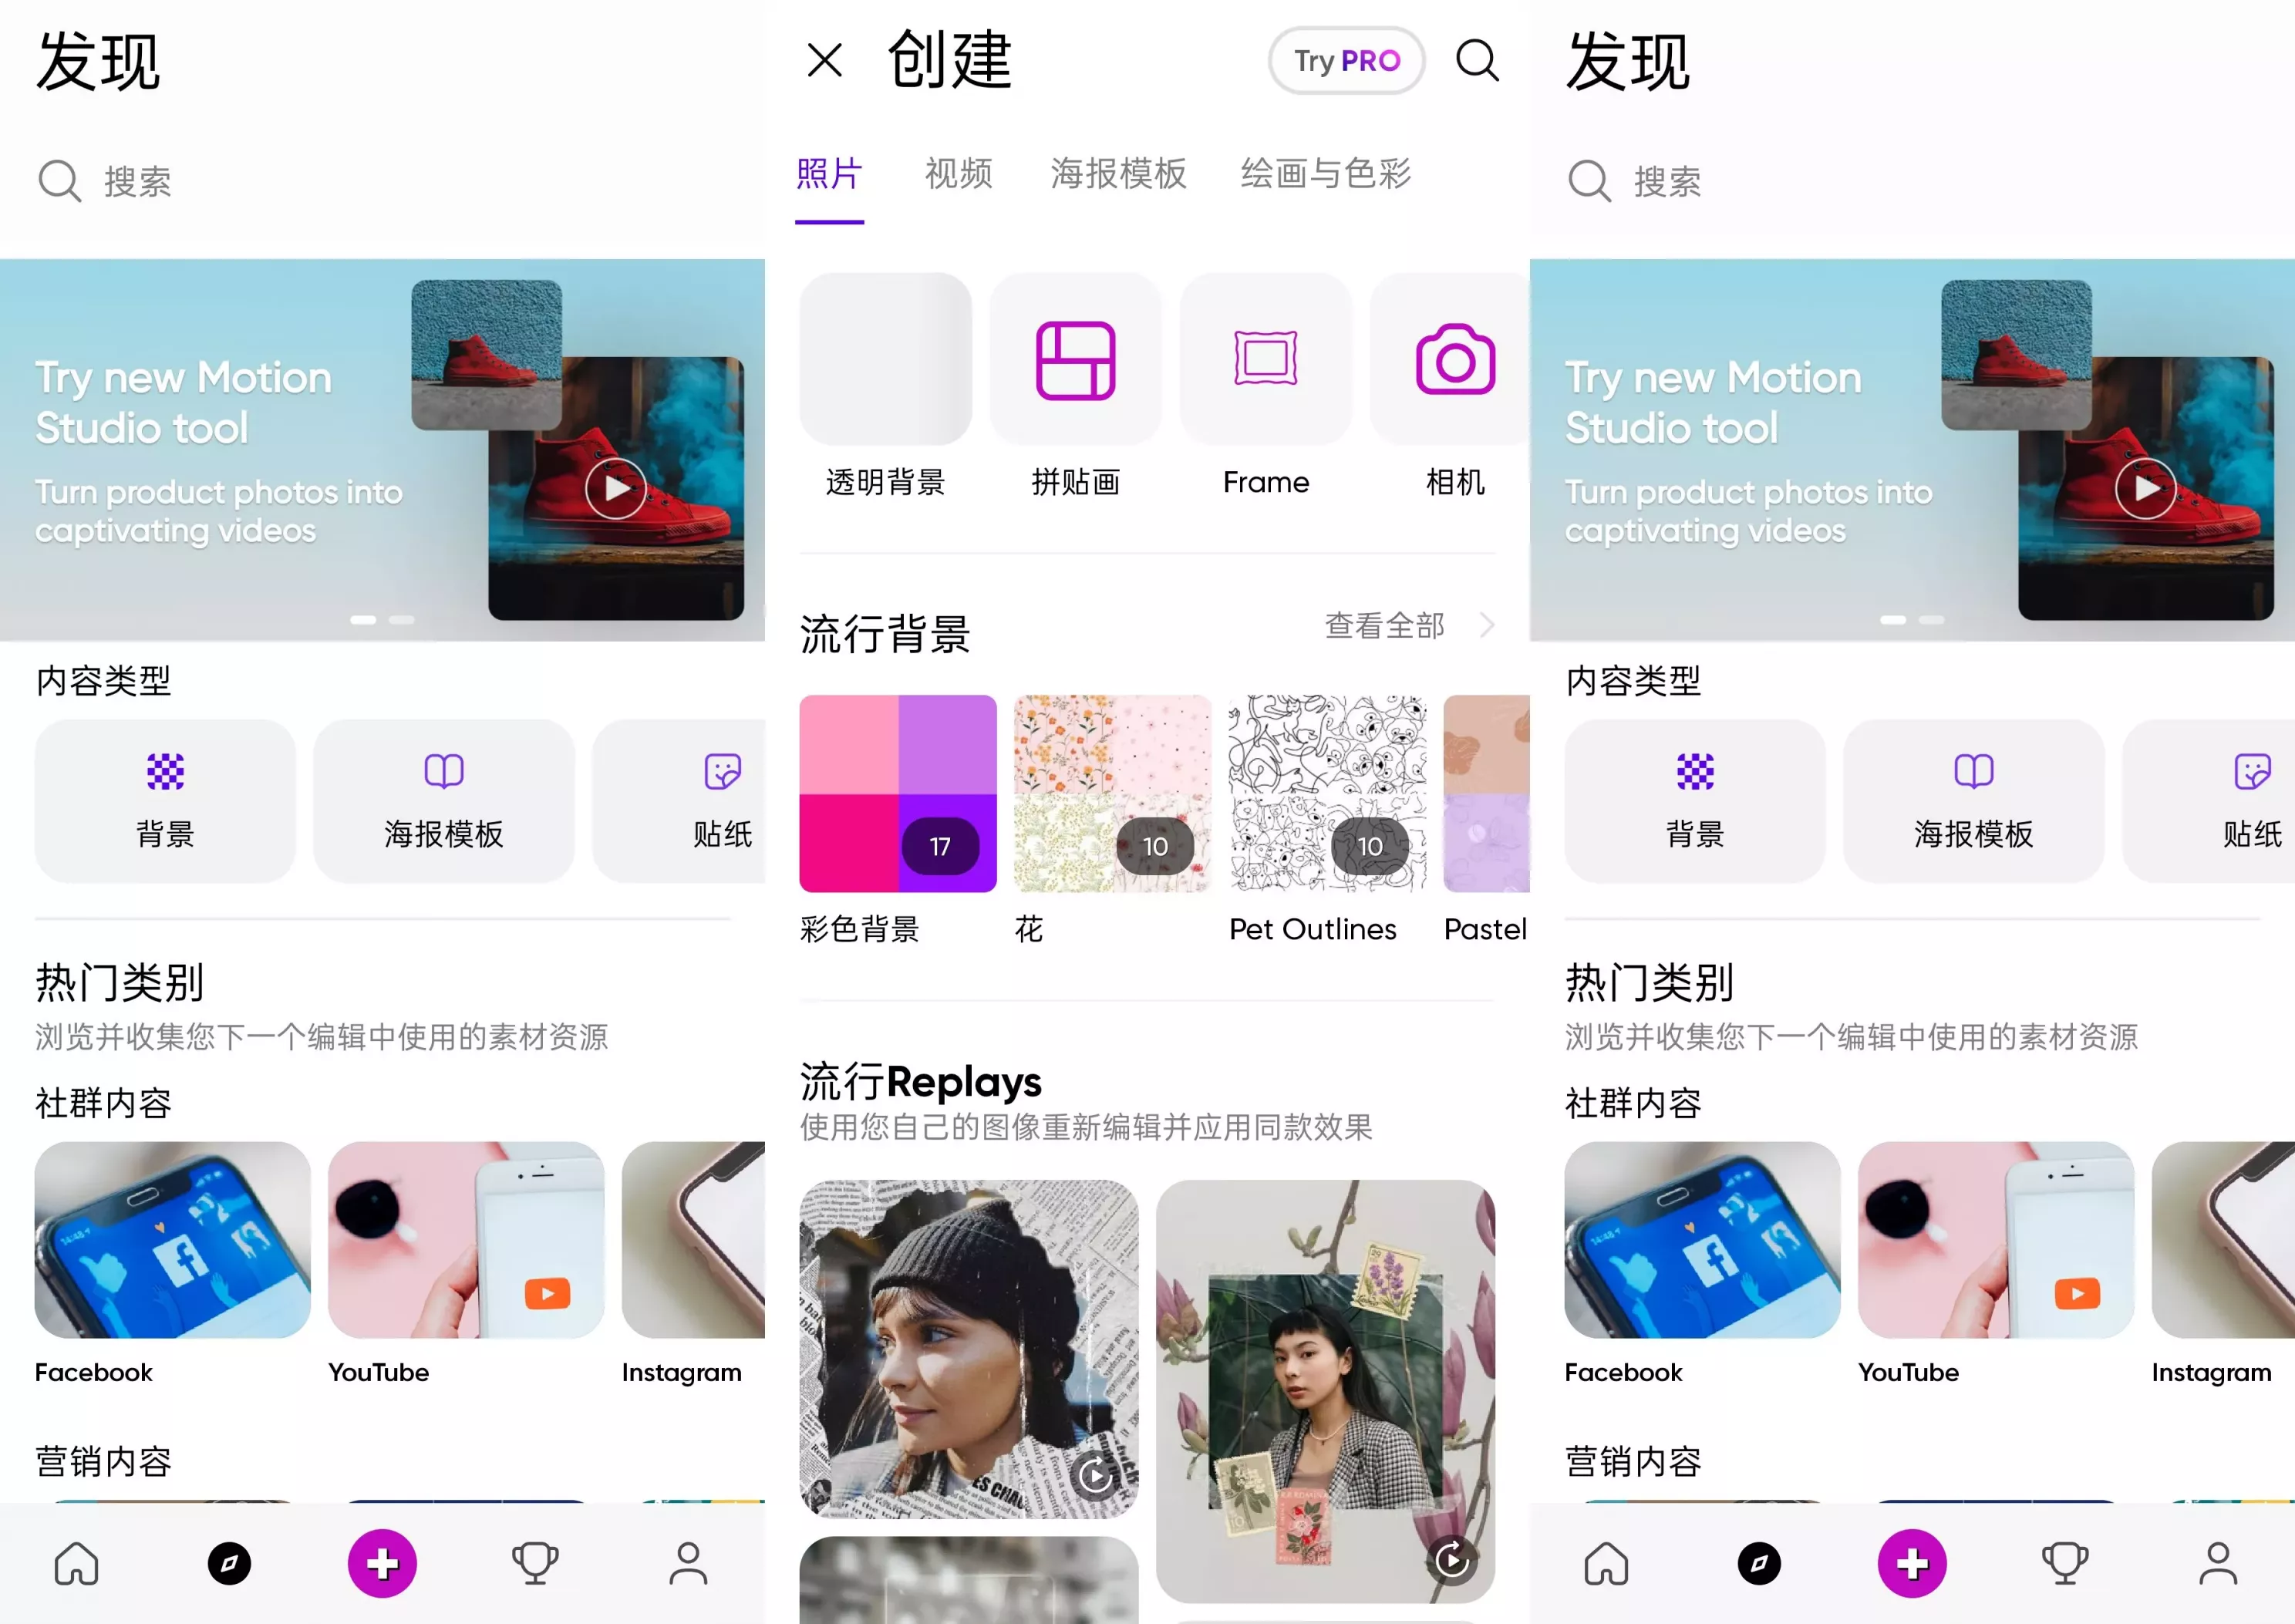 发现
搜索
Try new Motion
Studio tool
Turn product photos into
captivating videos
内容类型
背景
海报模板
贴纸
热门类别
浏览并收集您下一个编辑中使用的素材资源
社群内容
Facebook
YouTube
Instagram
营销内容
创建
Try PRO
照片
视频
海报模板
绘画与色彩
透明背景
拼贴画
Frame
相机
流行背景
查看全部
17
10
10
彩色背景
花
Pet Outlines
Pastel
流行Replays
使用您自己的图像重新编辑并应用同款效果
发现
搜索
Try new Motion
Studio tool
Turn product photos into
captivating videos
内容类型
背景
海报模板
贴纸
热门类别
浏览并收集您下一个编辑中使用的素材资源
社群内容
Facebook
YouTube
Instagram
营销内容